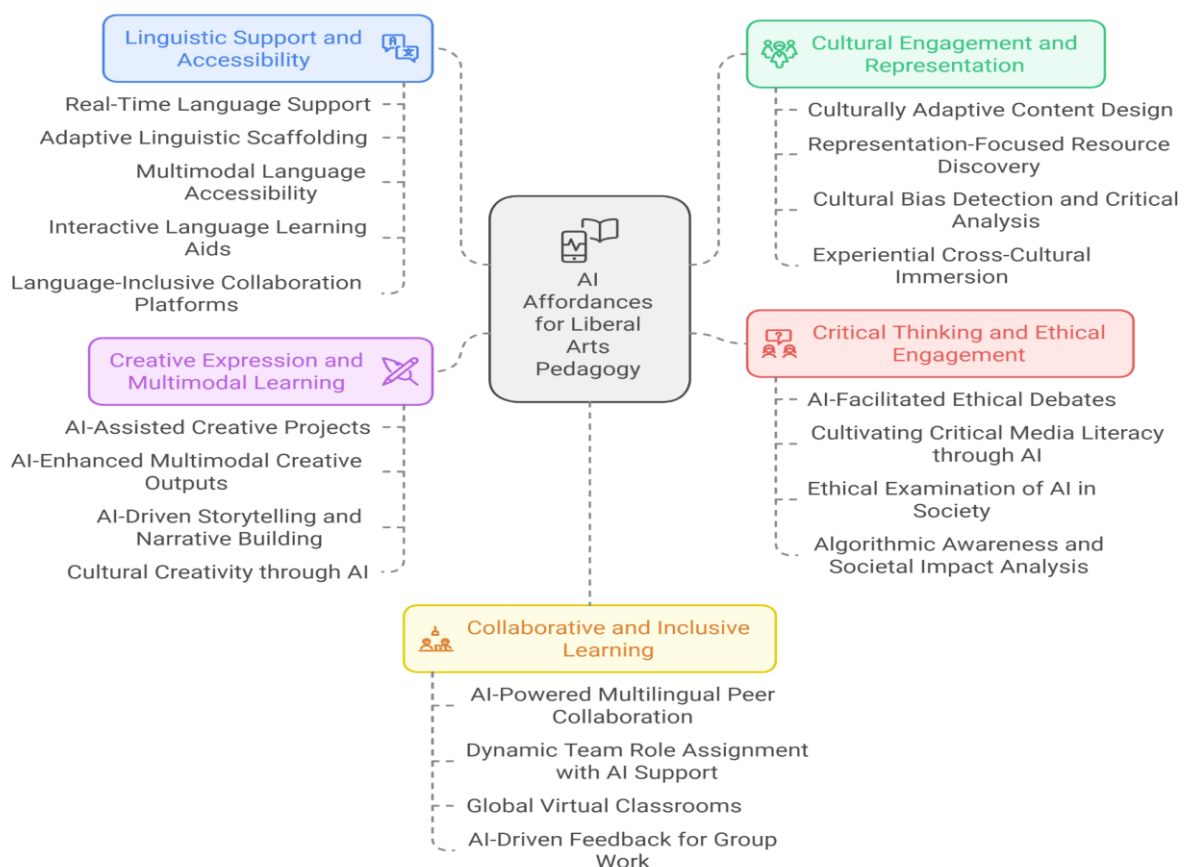 Linguistic Support and
Accessibility
Real-Time Language Support
Adaptive Linguistic Scaffolding
Multimodal Language
Accessibility
Interactive Language Learning
Aids
Language-Inclusive Collaboration
Platforms
Creative Expression and
Multimodal Learning
AI-Assisted Creative Projects
AI-Enhanced Multimodal Creative
Outputs
AI-Driven Storytelling and
Narrative Building
Cultural Creativity through AI
AI
Affordances
for Liberal
Arts
Pedagogy
Cultural Engagement and
Representation
Culturally Adaptive Content Design
Representation-Focused Resource
Discovery
Cultural Bias Detection and Critical
Analysis
Experiential Cross-Cultural
Immersion
Critical Thinking and Ethical
Engagement
AI-Facilitated Ethical Debates
Cultivating Critical Media Literacy
through AI
Ethical Examination of AI in
Society
Algorithmic Awareness and
Societal Impact Analysis
Collaborative and Inclusive
Learning
AI-Powered Multilingual Peer
Collaboration
Dynamic Team Role Assignment
with AI Support
Global Virtual Classrooms
AI-Driven Feedback for Group
Work